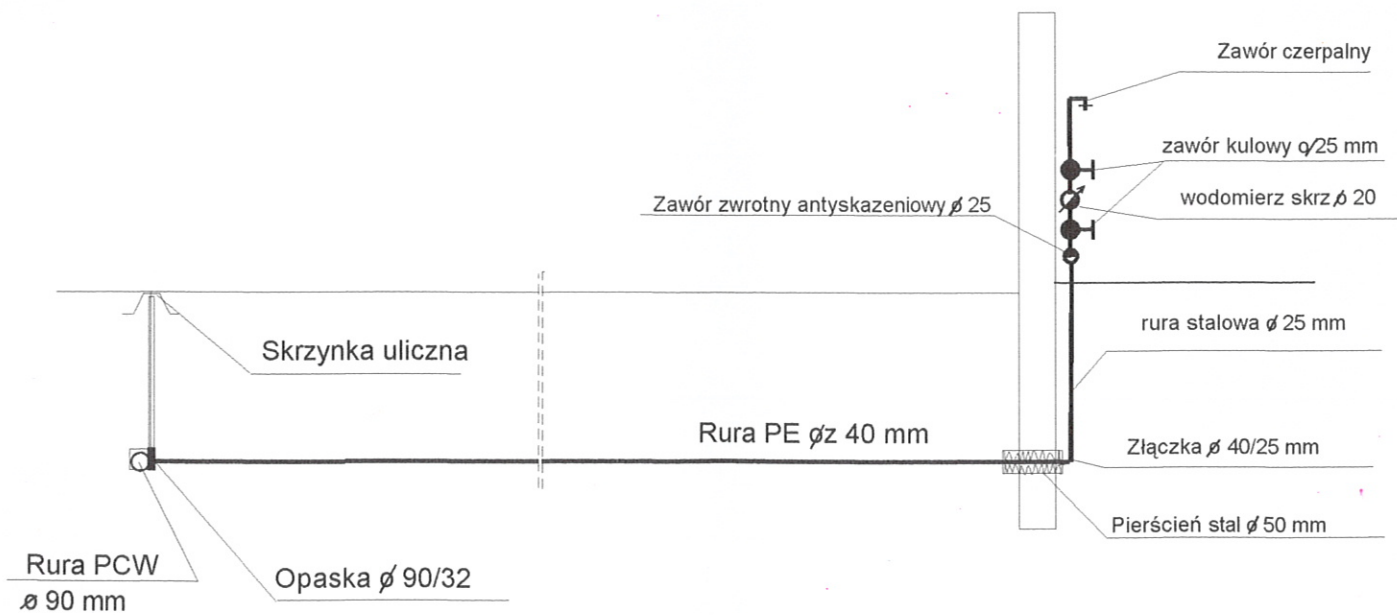 Zawór czerpalny
zawór kulowy ø25 mm
wodomierz skrz ø 20
Zawór zwrotny antyskazeniowy ø 25
Skrzynka uliczna
rura stalowa ø 25 mm
Rura PE øz 40 mm
Złączka ø 40/25 mm
Pierścień stal ø 50 mm
Rura PCW
ø 90 mm
Opaska ø 90/32